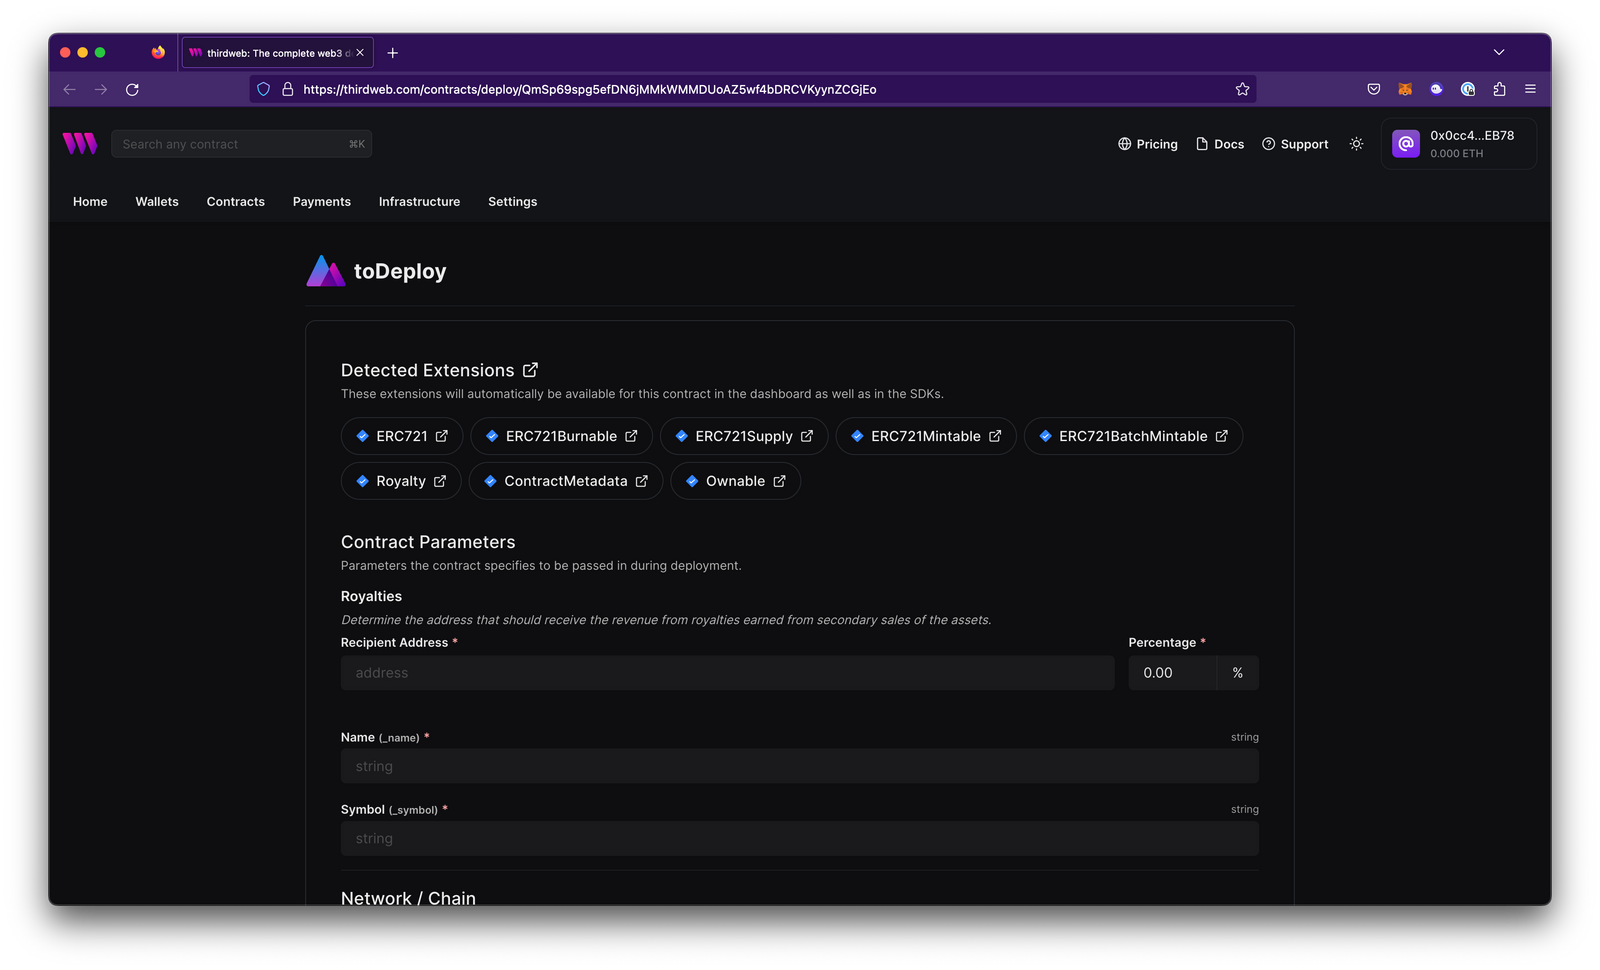 thirdweb: The complete web3 d
https://thirdweb.com/contracts/deploy/QmSp69spg5efDN6jMMkWMMDUoAZ5wf4bDRCVKyynZCGjEo
Search any contract ⌘K
Pricing Docs Support
0x0cc4...EB78
0.000 ETH
Home Wallets Contracts Payments Infrastructure Settings
toDeploy
Detected Extensions
These extensions will automatically be available for this contract in the dashboard as well as in the SDKs.
ERC721 ERC721Burnable ERC721Supply ERC721Mintable ERC721BatchMintable
Royalty ContractMetadata Ownable
Contract Parameters
Parameters the contract specifies to be passed in during deployment.
Royalties
Determine the address that should receive the revenue from royalties earned from secondary sales of the assets.
Recipient Address * Percentage *
address 0.00 %
Name (_name) * string
string
Symbol (_symbol) * string
string
Network / Chain